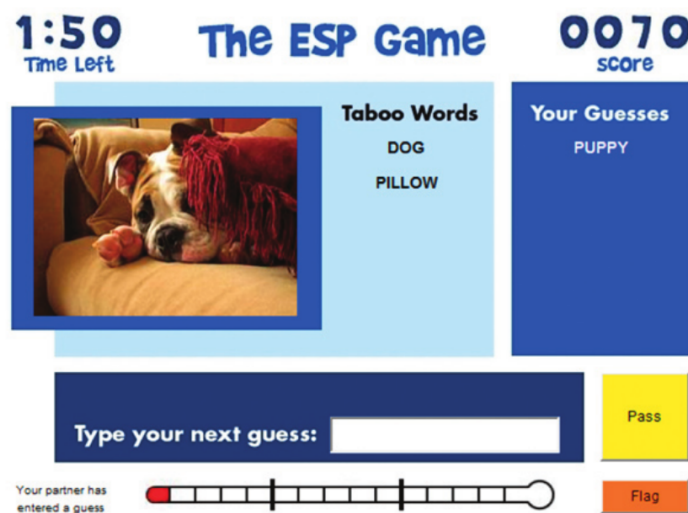 1:50
Time Left
The ESP Game
0070
score
Taboo Words
DOG
PILLOW
Your Guesses
PUPPY
Type your next guess:
Pass
Your partner has
entered a guess
Flag